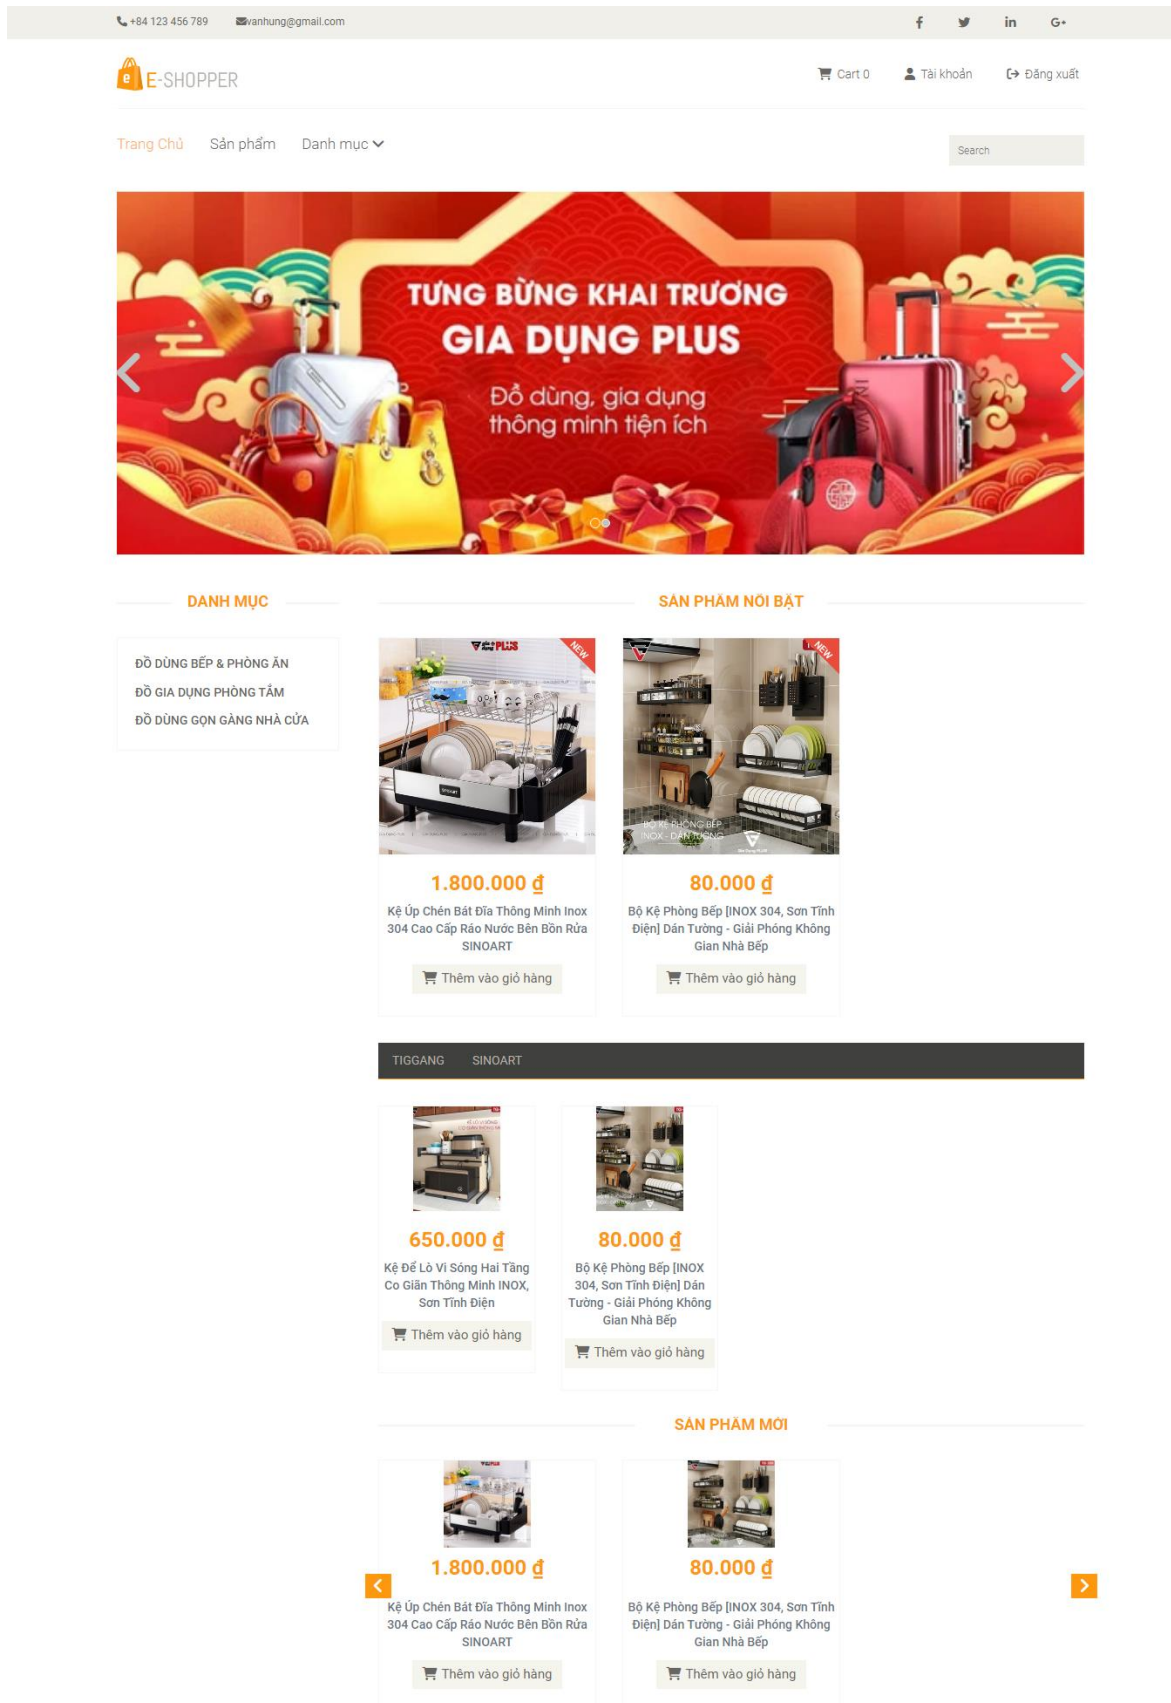 +84 123 456 789 vanhung@gmail.com
E-SHOPPER
Cart 0 Tài khoản Đăng xuất
Trang Chủ Sản phẩm Danh mục
Search
TƯNG BỪNG KHAI TRƯƠNG
GIA DỤNG PLUS
Đồ dùng, gia dụng
thông minh tiện ích
DANH MỤC
ĐỒ DÙNG BẾP & PHÒNG ĂN
ĐỒ GIA DỤNG PHÒNG TẮM
ĐỒ DÙNG GỌN GÀNG NHÀ CỬA
SẢN PHẨM NỔI BẬT
PLUS
NEW
SINOART
1.800.000 ₫
Kệ Úp Chén Bát Đĩa Thông Minh Inox
304 Cao Cấp Ráo Nước Bên Bồn Rửa
SINOART
Thêm vào giỏ hàng
NEW
BỘ KỆ PHÒNG BẾP
INOX - DÁN TƯỜNG
80.000 ₫
Bộ Kệ Phòng Bếp [INOX 304, Sơn Tĩnh
Điện] Dán Tường - Giải Phóng Không
Gian Nhà Bếp
Thêm vào giỏ hàng
TIGGANG SINOART
650.000 ₫
Kệ Để Lò Vi Sóng Hai Tầng
Co Giãn Thông Minh INOX,
Sơn Tĩnh Điện
Thêm vào giỏ hàng
80.000 ₫
Bộ Kệ Phòng Bếp [INOX
304, Sơn Tĩnh Điện] Dán
Tường - Giải Phóng Không
Gian Nhà Bếp
Thêm vào giỏ hàng
SẢN PHẨM MỚI
1.800.000 ₫
Kệ Úp Chén Bát Đĩa Thông Minh Inox
304 Cao Cấp Ráo Nước Bên Bồn Rửa
SINOART
Thêm vào giỏ hàng
80.000 ₫
Bộ Kệ Phòng Bếp [INOX 304, Sơn Tĩnh
Điện] Dán Tường - Giải Phóng Không
Gian Nhà Bếp
Thêm vào giỏ hàng